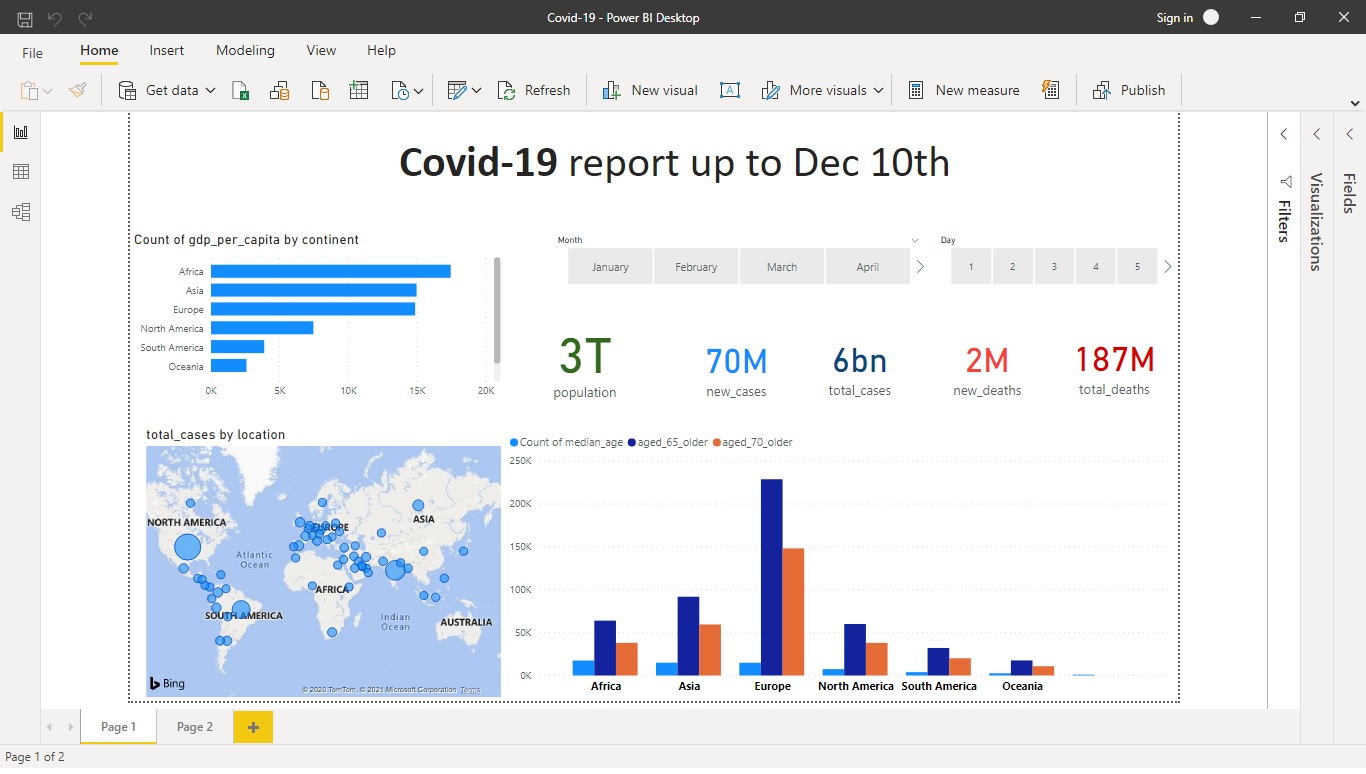 Covid-19 - Power BI Desktop
Sign in
File Home Insert Modeling View Help
Get data Refresh New visual More visuals New measure Publish
Covid-19 report up to Dec 10th
Filters
Visualizations
Fields
Count of gdp_per_capita by continent
Africa
Asia
Europe
North America
South America
Oceania
0K 5K 10K 15K 20K
Month
January February March April
Day
1 2 3 4 5
3T
population
70M
new_cases
6bn
total_cases
2M
new_deaths
187M
total_deaths
total_cases by location
NORTH AMERICA
EUROPE
ASIA
Atlantic
Ocean
AFRICA
SOUTH AMERICA
Indian
Ocean
AUSTRALIA
Bing
© 2020 TomTom, © 2021 Microsoft Corporation Terms
Count of median_age aged_65_older aged_70_older
250K
200K
150K
100K
50K
0K
Africa Asia Europe North America South America Oceania
Page 1 Page 2 +
Page 1 of 2